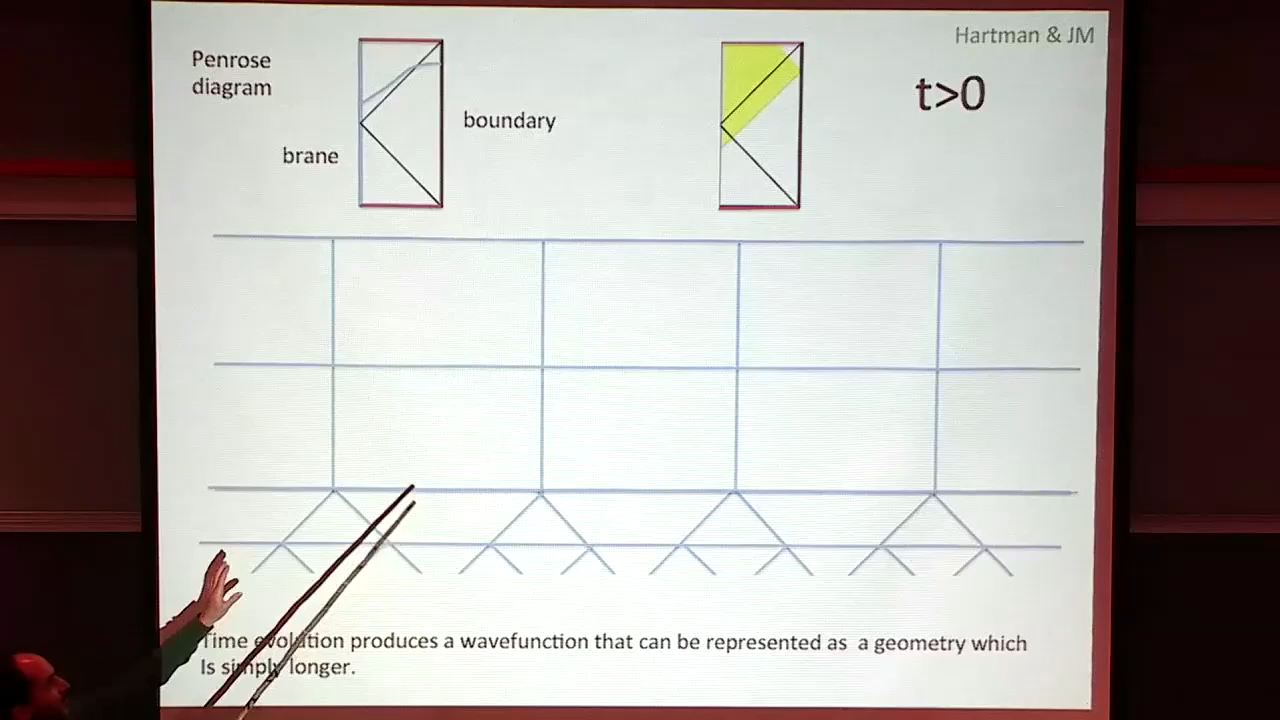 Hartman & JM
Penrose
diagram
t>0
boundary
brane
Time evolution produces a wavefunction that can be represented as a geometry which
Is simply longer.